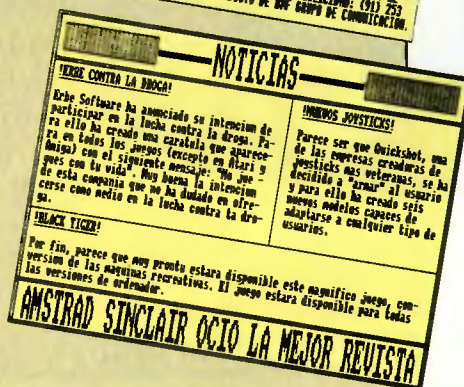 (91) 253
GRUPO DE COMUNICACION.
NOTICIAS
!ERBE CONTRA LA DROGA!
Erbe Software ha anunciado su intencion de
participar en la lucha contra la droga. Pa-
ra ello ha creado una caratula que aparece-
ra en todos los juegos (excepto en Atari y
Amiga) con el siguiente mensaje: "No jue-
gues con tu vida". Muy buena la intencion
de esta compania que no ha dudado en ofre-
cerse como medio en la lucha contra la dro-
ga.
!NUEVOS JOYSTICKS!
Parece ser que Quickshot, una
de las empresas creadoras de
joysticks mas veteranas, se ha
decidido a "armar" al usuario
y para ello ha creado seis
nuevos modelos capaces de
adaptarse a cualquier tipo de
usuarios.
!BLACK TIGER!
Por fin, parece que muy pronto estara disponible este magnifico juego, con-
version de las maquinas recreativas. El juego estara disponible para todas
las versiones de ordenador.
AMSTRAD SINCLAIR OCIO LA MEJOR REVISTA